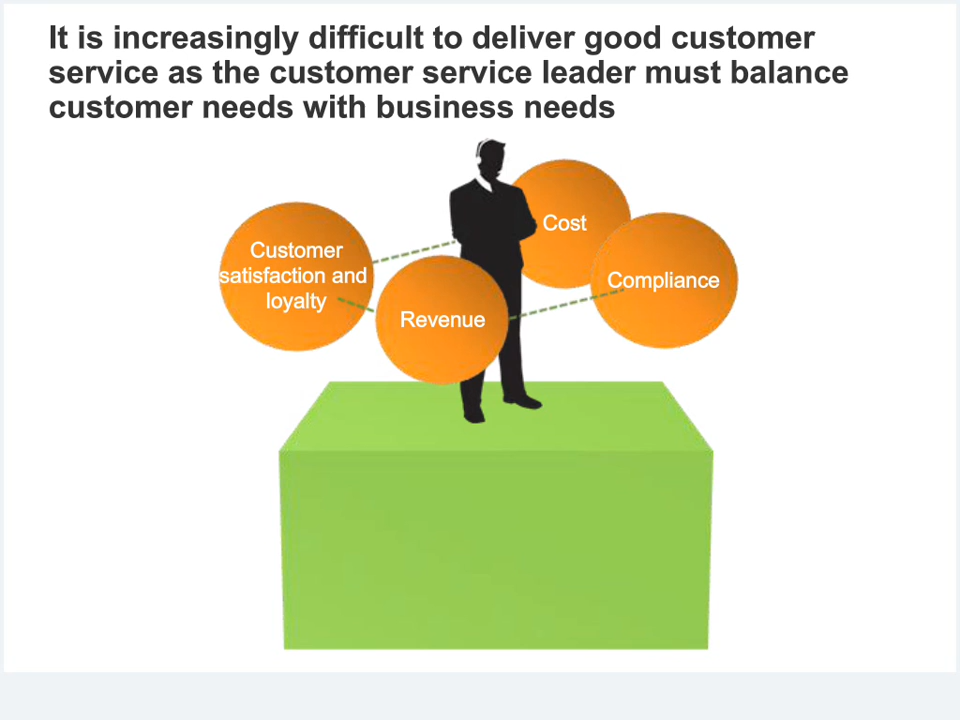 It is increasingly difficult to deliver good customer
service as the customer service leader must balance
customer needs with business needs
Cost
Customer
satisfaction and
loyalty
Compliance
Revenue